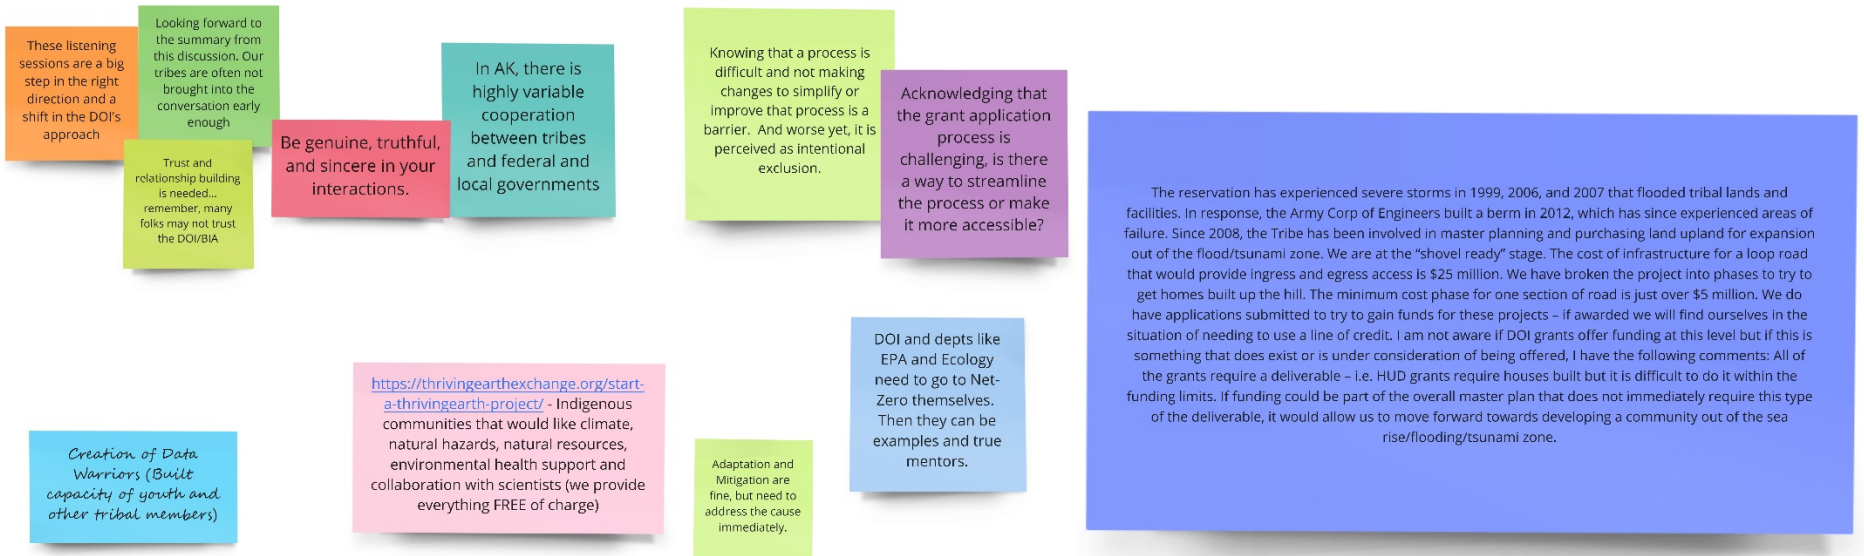 These listening
sessions are a big
step in the right
direction and a
shift in the DOI's
approach
Looking forward to
the summary from
this discussion. Our
tribes are often not
brought into the
conversation early
enough
Trust and
relationship building
is needed...
remember, many
folks may not trust
the DOI/BIA
Be genuine, truthful,
and sincere in your
interactions.
In AK, there is
highly variable
cooperation
between tribes
and federal and
local governments
Knowing that a process is
difficult and not making
changes to simplify or
improve that process is a
barrier. And worse yet, it is
perceived as intentional
exclusion.
Acknowledging that
the grant application
process is
challenging, is there
a way to streamline
the process or make
it more accessible?
The reservation has experienced severe storms in 1999, 2006, and 2007 that flooded tribal lands and
facilities. In response, the Army Corp of Engineers built a berm in 2012, which has since experienced areas of
failure. Since 2008, the Tribe has been involved in master planning and purchasing land upland for expansion
out of the flood/tsunami zone. We are at the “shovel ready” stage. The cost of infrastructure for a loop road
that would provide ingress and egress access is $25 million. We have broken the project into phases to try to
get homes built up the hill. The minimum cost phase for one section of road is just over $5 million. We do
have applications submitted to try to gain funds for these projects – if awarded we will find ourselves in the
situation of needing to use a line of credit. I am not aware if DOI grants offer funding at this level but if this is
something that does exist or is under consideration of being offered, I have the following comments: All of
the grants require a deliverable – i.e. HUD grants require houses built but it is difficult to do it within the
funding limits. If funding could be part of the overall master plan that does not immediately require this type
of the deliverable, it would allow us to move forward towards developing a community out of the sea
rise/flooding/tsunami zone.
Creation of Data
Warriors (Built
capacity of youth and
other tribal members)
https://thrivingearthexchange.org/start-
a-thrivingearth-project/ - Indigenous
communities that would like climate,
natural hazards, natural resources,
environmental health support and
collaboration with scientists (we provide
everything FREE of charge)
Adaptation and
Mitigation are
fine, but need to
address the cause
immediately.
DOI and depts like
EPA and Ecology
need to go to Net-
Zero themselves.
Then they can be
examples and true
mentors.